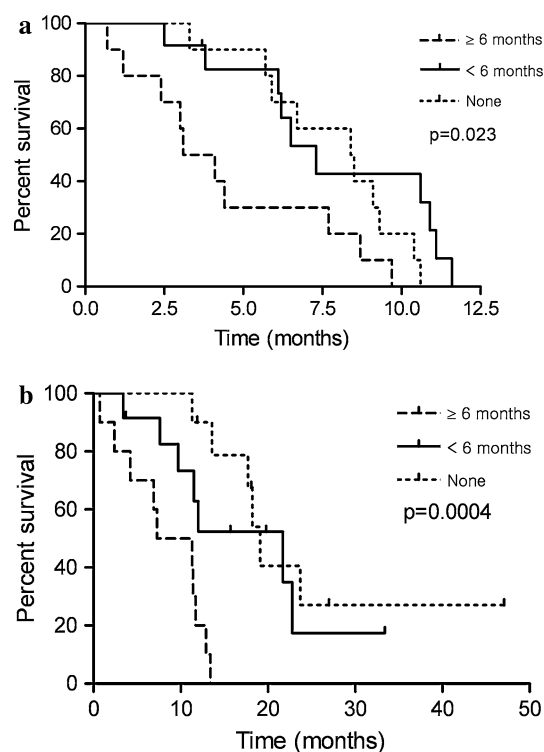 a
100
80
60
40
20
0
Percent survival
0.0 2.5 5.0 7.5 10.0 12.5
Time (months)
≥ 6 months
< 6 months
None
p=0.023
b
100
80
60
40
20
0
Percent survival
0 10 20 30 40 50
Time (months)
≥ 6 months
< 6 months
None
p=0.0004